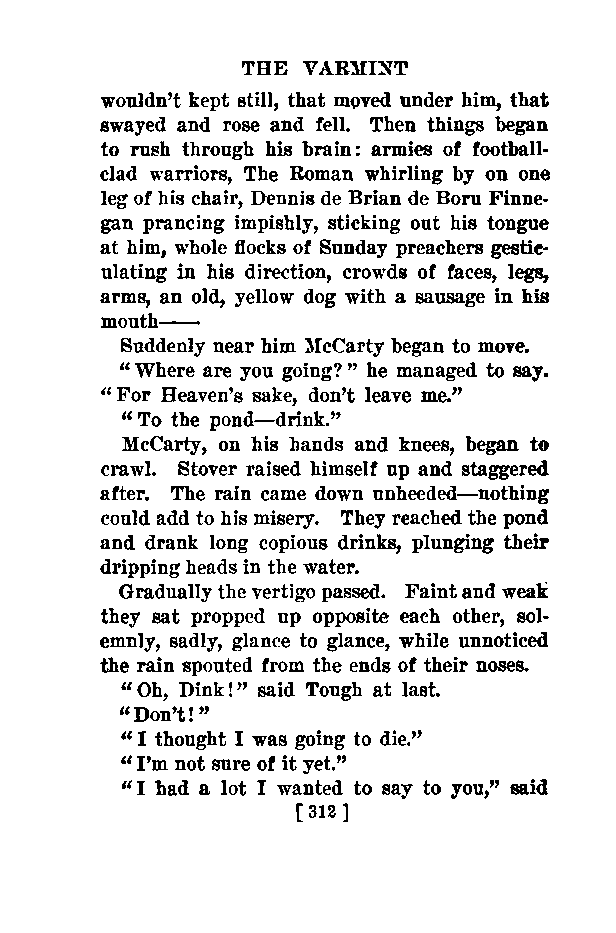 THE VARMINT
wouldn't kept still, that moved under him, that
swayed and rose and fell. Then things began
to rush through his brain: armies of football-
clad warriors, The Roman whirling by on one
leg of his chair, Dennis de Brian de Boru Finne-
gan prancing impishly, sticking out his tongue
at him, whole flocks of Sunday preachers gestic-
ulating in his direction, crowds of faces, legs,
arms, an old, yellow dog with a sausage in his
mouth——.
Suddenly near him McCarty began to move.
"Where are you going?" he managed to say.
"For Heaven's sake, don't leave me."
"To the pond—drink."
McCarty, on his hands and knees, began to
crawl. Stover raised himself up and staggered
after. The rain came down unheeded—nothing
could add to his misery. They reached the pond
and drank long copious drinks, plunging their
dripping heads in the water.
Gradually the vertigo passed. Faint and weak
they sat propped up opposite each other, sol-
emnly, sadly, glance to glance, while unnoticed
the rain spouted from the ends of their noses.
"Oh, Dink!" said Tough at last.
"Don't!"
"I thought I was going to die."
"I'm not sure of it yet."
"I had a lot I wanted to say to you," said
[312]